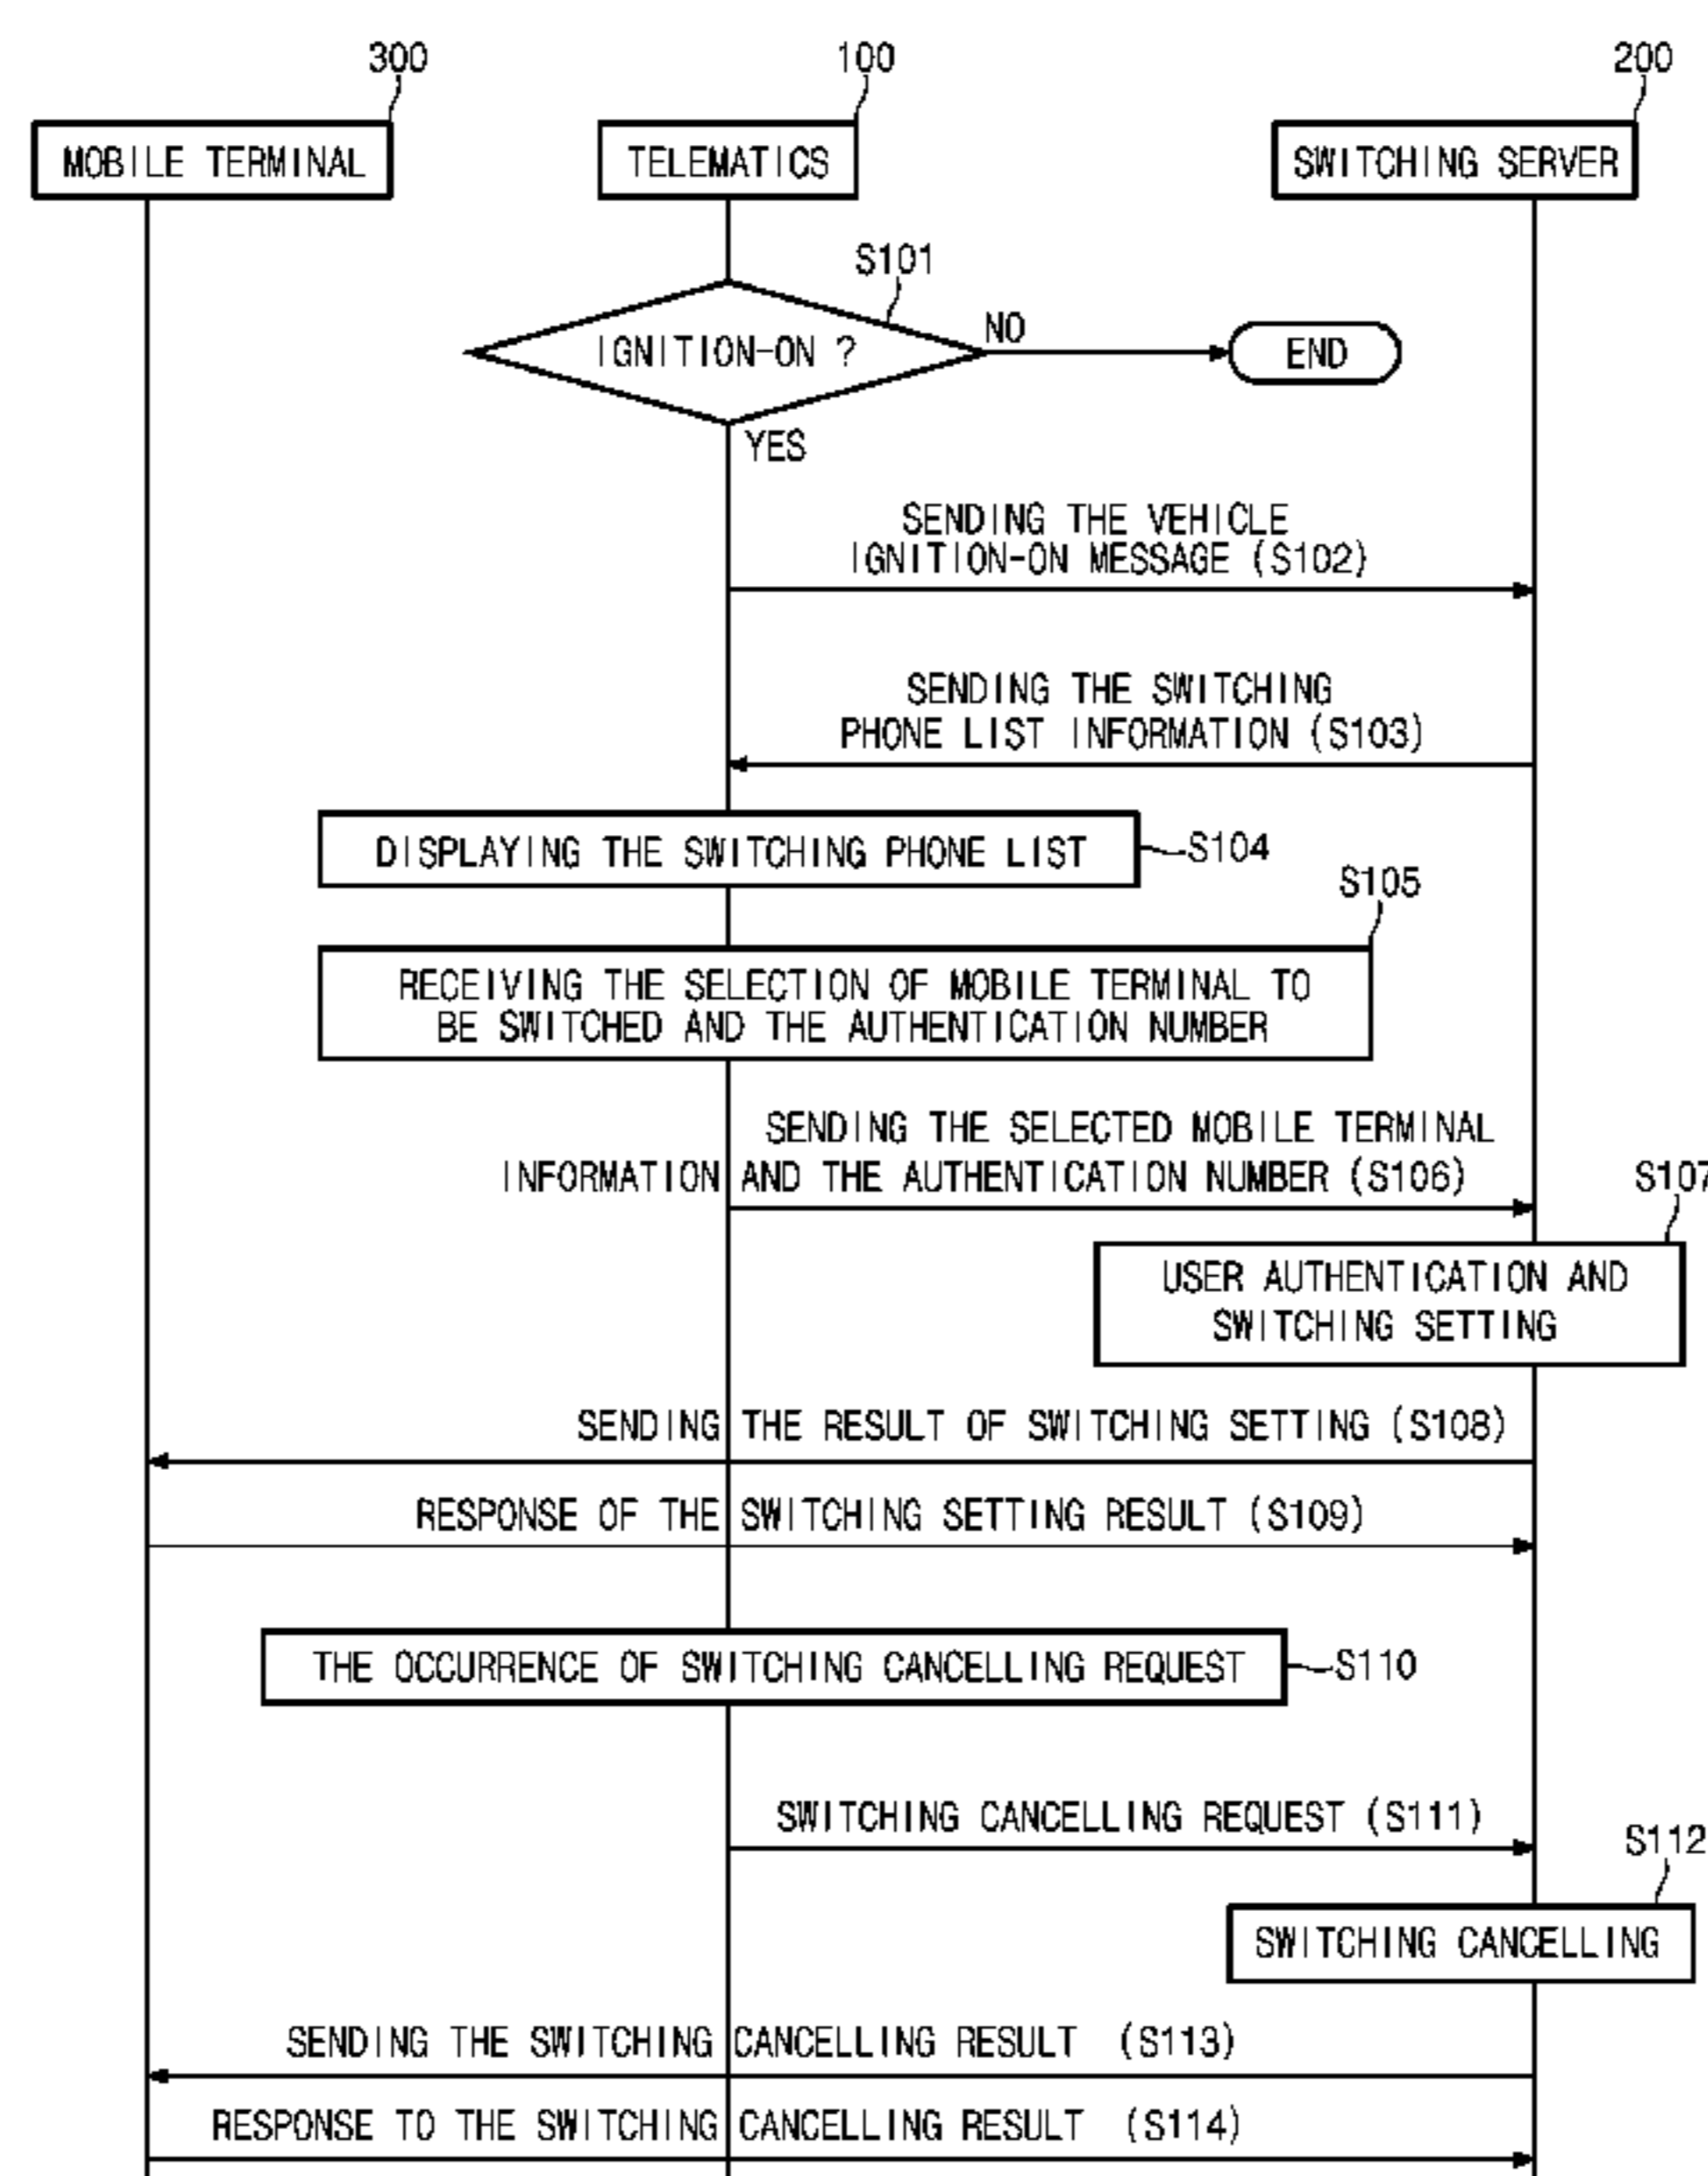 300
100
200
MOBILE TERMINAL
TELEMATICS
SWITCHING SERVER
S101
IGNITION-ON ?
NO
END
YES
SENDING THE VEHICLE
IGNITION-ON MESSAGE (S102)
SENDING THE SWITCHING
PHONE LIST INFORMATION (S103)
DISPLAYING THE SWITCHING PHONE LIST
S104
S105
RECEIVING THE SELECTION OF MOBILE TERMINAL TO
BE SWITCHED AND THE AUTHENTICATION NUMBER
SENDING THE SELECTED MOBILE TERMINAL
INFORMATION AND THE AUTHENTICATION NUMBER (S106)
S107
USER AUTHENTICATION AND
SWITCHING SETTING
SENDING THE RESULT OF SWITCHING SETTING (S108)
RESPONSE OF THE SWITCHING SETTING RESULT (S109)
THE OCCURRENCE OF SWITCHING CANCELLING REQUEST
S110
SWITCHING CANCELLING REQUEST (S111)
S112
SWITCHING CANCELLING
SENDING THE SWITCHING CANCELLING RESULT (S113)
RESPONSE TO THE SWITCHING CANCELLING RESULT (S114)